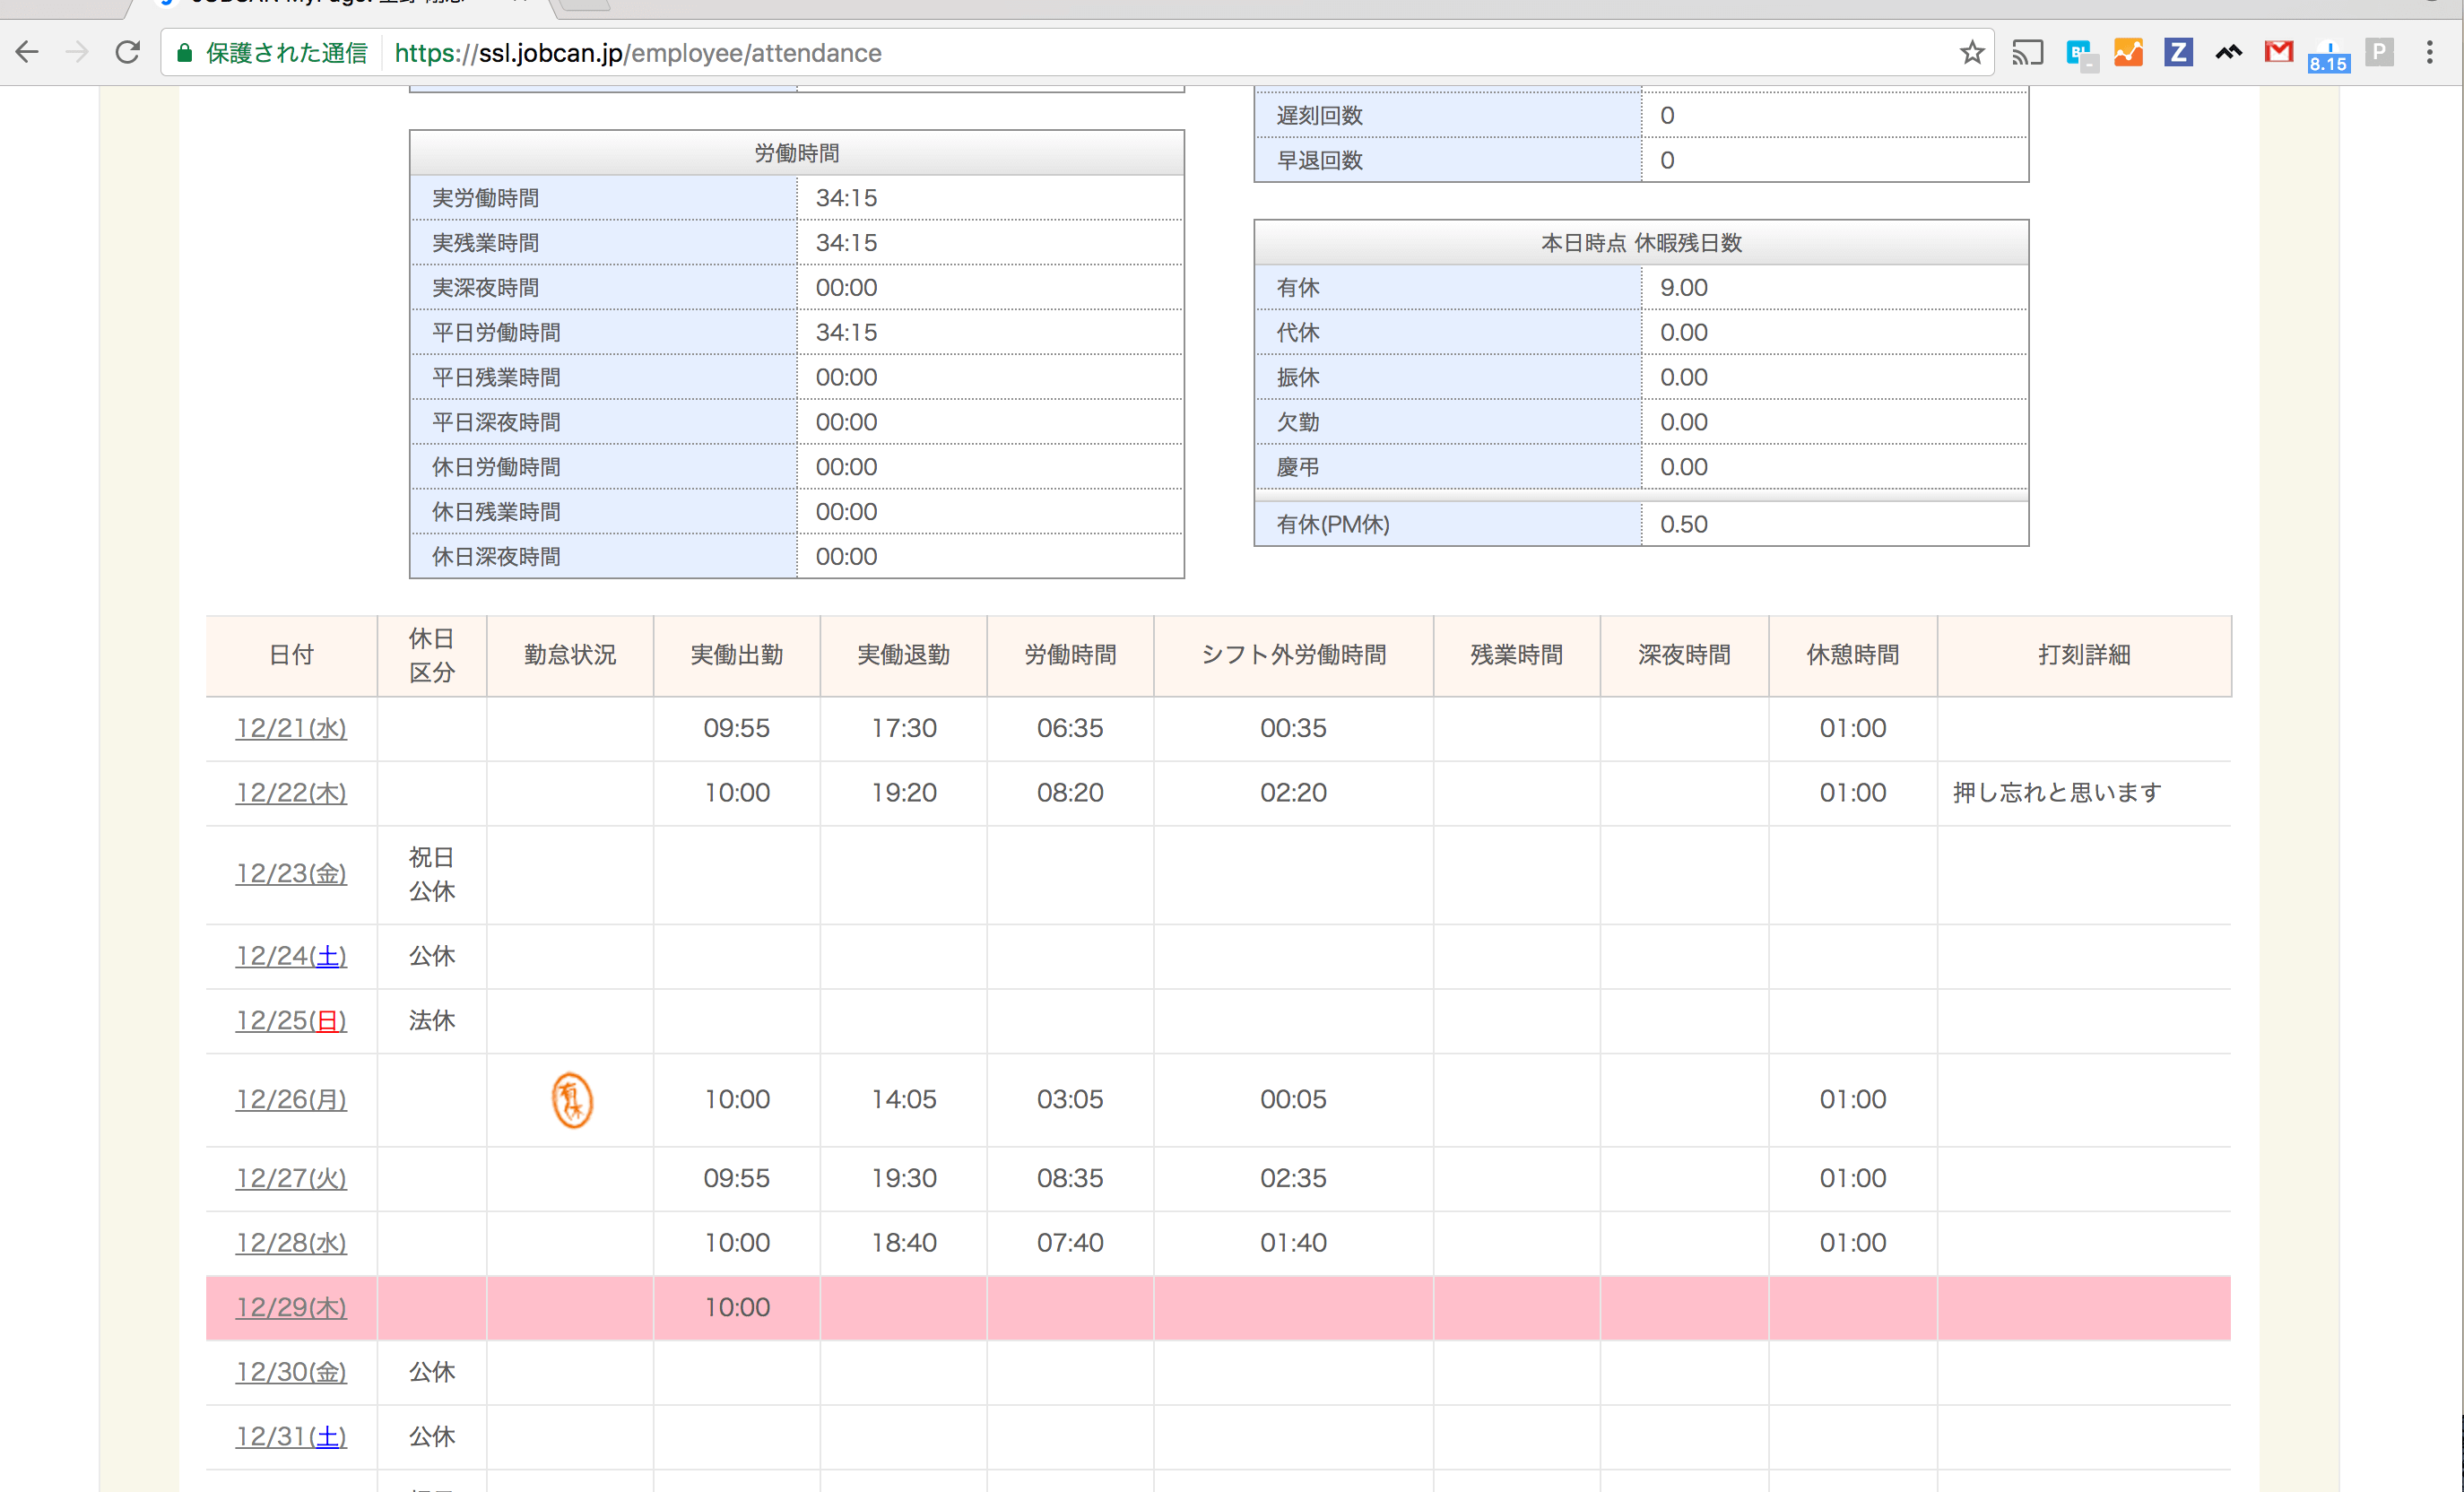 保護された通信 https://ssl.jobcan.jp/employee/attendance
8.15
遅刻回数 0
早退回数 0
労働時間
実労働時間 34:15
実残業時間 34:15
実深夜時間 00:00
平日労働時間 34:15
平日残業時間 00:00
平日深夜時間 00:00
休日労働時間 00:00
休日残業時間 00:00
休日深夜時間 00:00
本日時点 休暇残日数
有休 9.00
代休 0.00
振休 0.00
欠勤 0.00
慶弔 0.00
有休(PM休) 0.50
日付 休日区分 勤怠状況 実働出勤 実働退勤 労働時間 シフト外労働時間 残業時間 深夜時間 休憩時間 打刻詳細
12/21(水) 09:55 17:30 06:35 00:35 01:00
12/22(木) 10:00 19:20 08:20 02:20 01:00 押し忘れと思います
12/23(金) 祝日 公休
12/24(土) 公休
12/25(日) 法休
12/26(月) 有休 10:00 14:05 03:05 00:05 01:00
12/27(火) 09:55 19:30 08:35 02:35 01:00
12/28(水) 10:00 18:40 07:40 01:40 01:00
12/29(木) 10:00
12/30(金) 公休
12/31(土) 公休